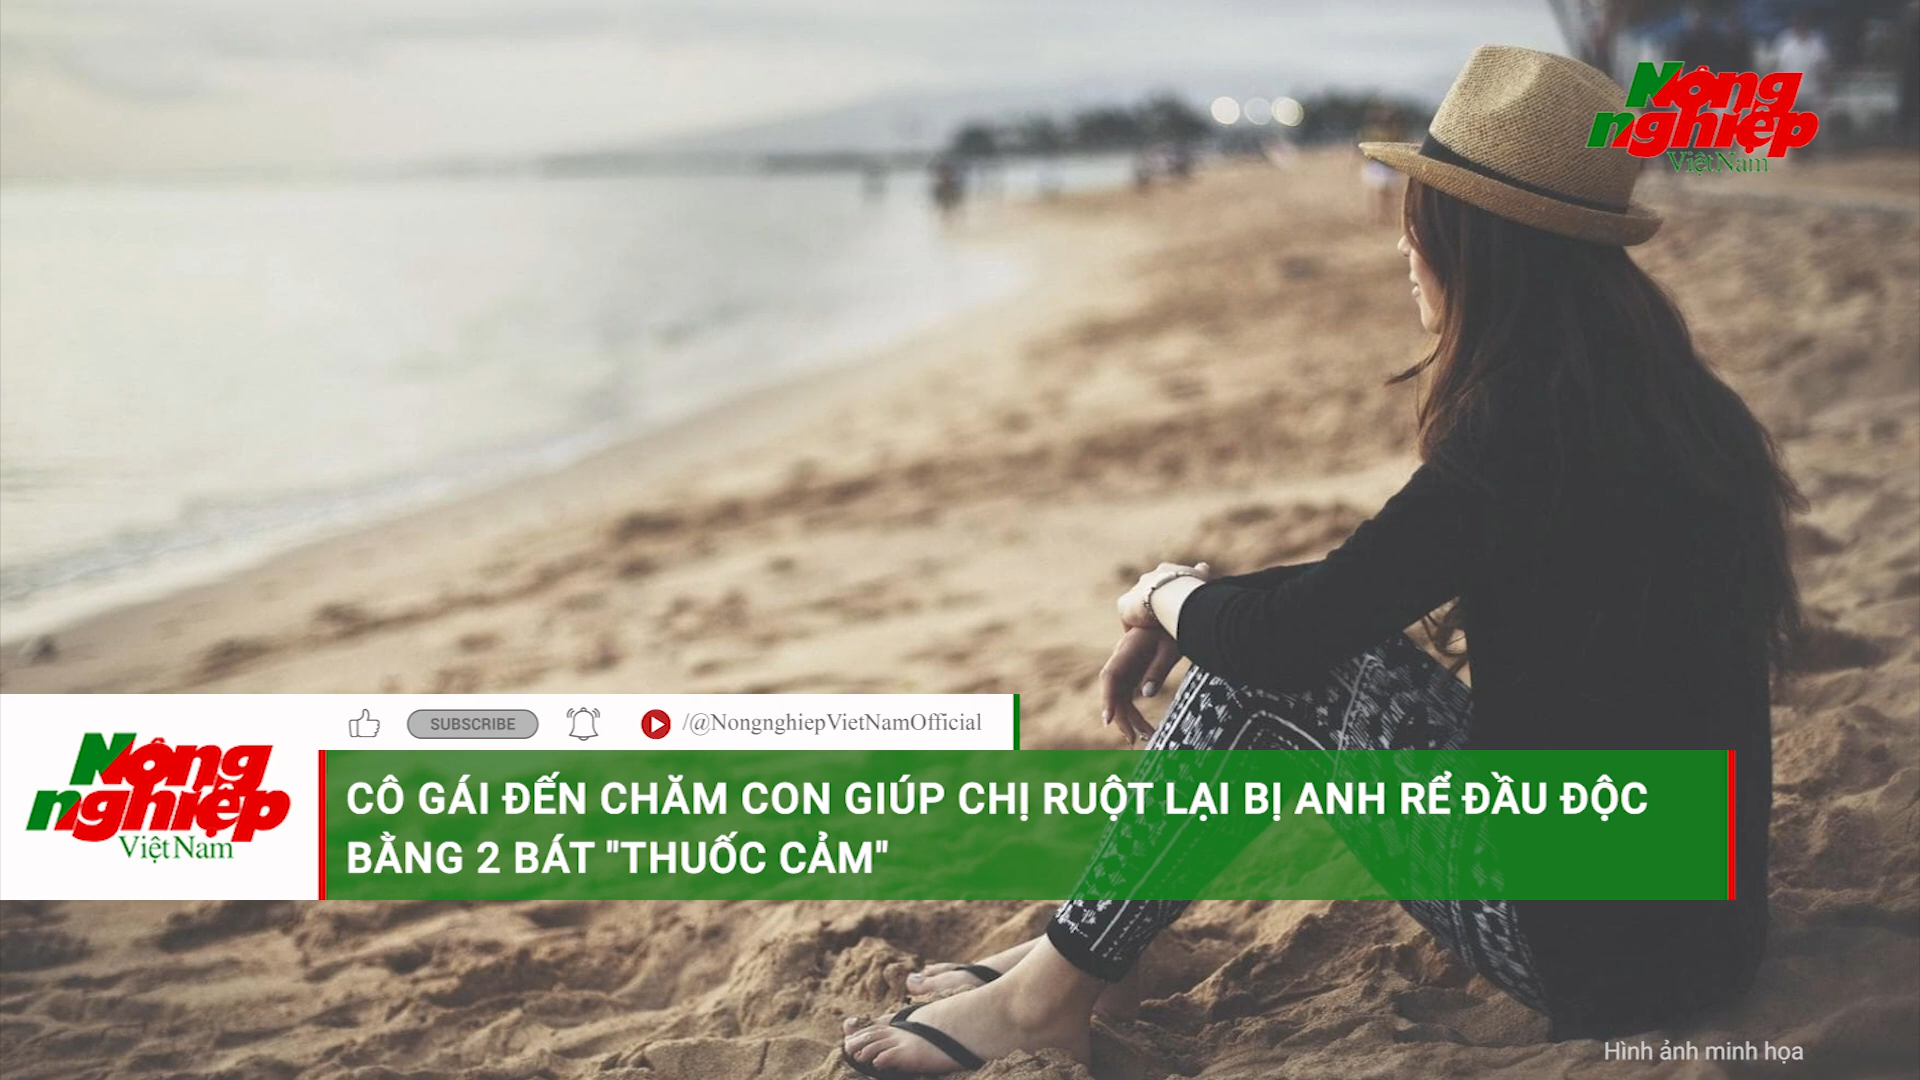 Nông
nghiệp
Việt Nam
SUBSCRIBE
/@NongnghiepVietNamOfficial
Nông
nghiệp
Việt Nam
CÔ GÁI ĐẾN CHĂM CON GIÚP CHỊ RUỘT LẠI BỊ ANH RỂ ĐẦU ĐỘC
BẰNG 2 BÁT "THUỐC CẢM"
Hình ảnh minh họa